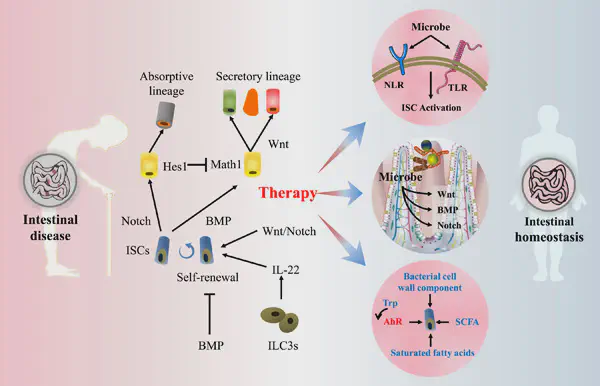 Intestinal
disease
Absorptive
lineage
Secretory lineage
Hes1
Math1
Wnt
Notch
BMP
ISCs
Self-renewal
Wnt/Notch
IL-22
BMP
ILC3s
Therapy
Microbe
NLR
TLR
ISC Activation
Microbe
Wnt
BMP
Notch
Bacterial cell
wall component
Trp
AhR
SCFA
Saturated fatty acids
Intestinal
homeostasis